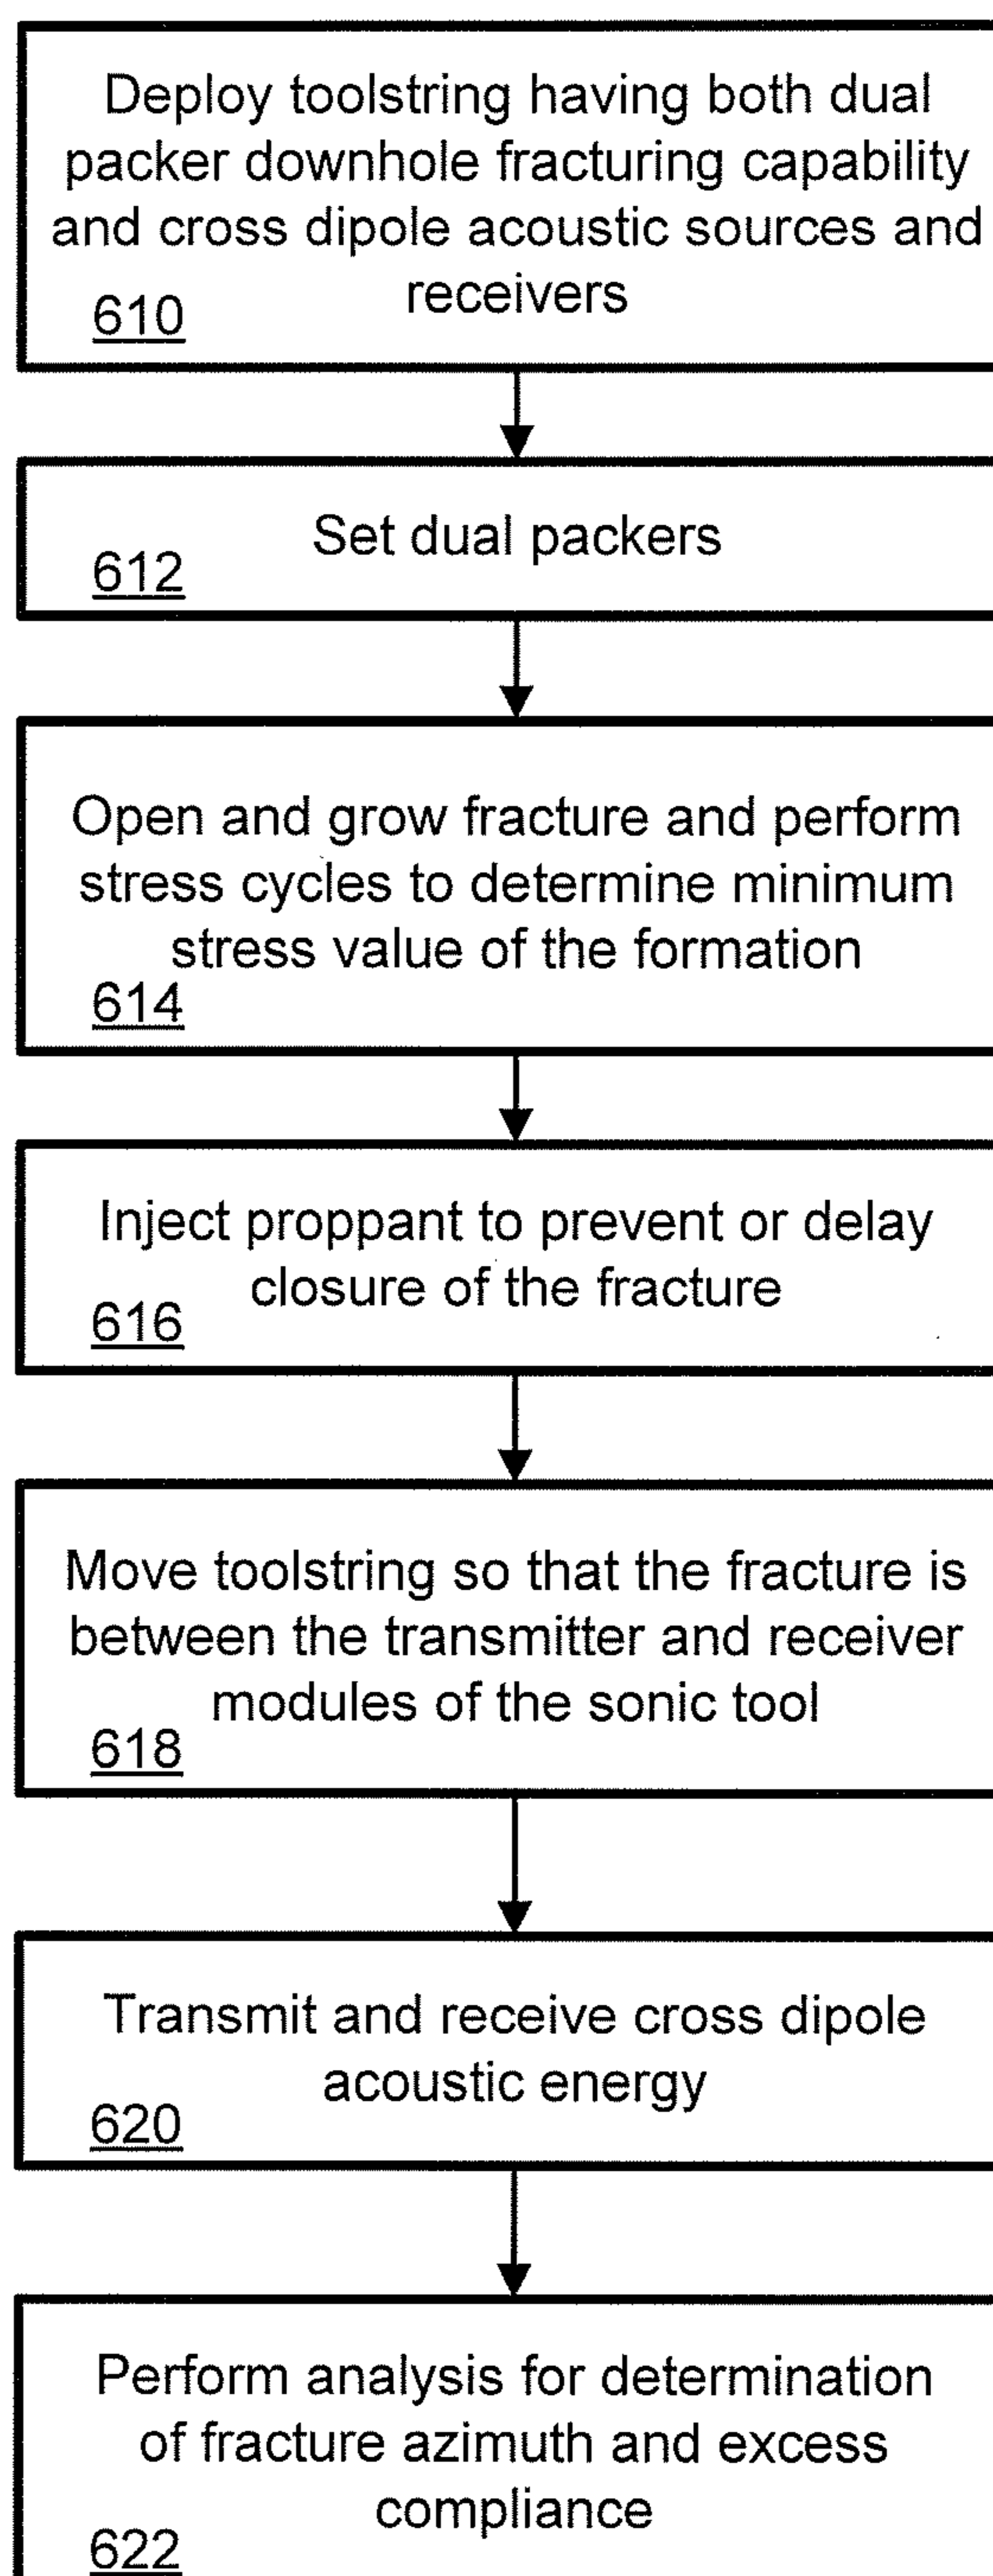 Deploy toolstring having both dual
packer downhole fracturing capability
and cross dipole acoustic sources and
receivers
610
Set dual packers
612
Open and grow fracture and perform
stress cycles to determine minimum
stress value of the formation
614
Inject proppant to prevent or delay
closure of the fracture
616
Move toolstring so that the fracture is
between the transmitter and receiver
modules of the sonic tool
618
Transmit and receive cross dipole
acoustic energy
620
Perform analysis for determination
of fracture azimuth and excess
compliance
622